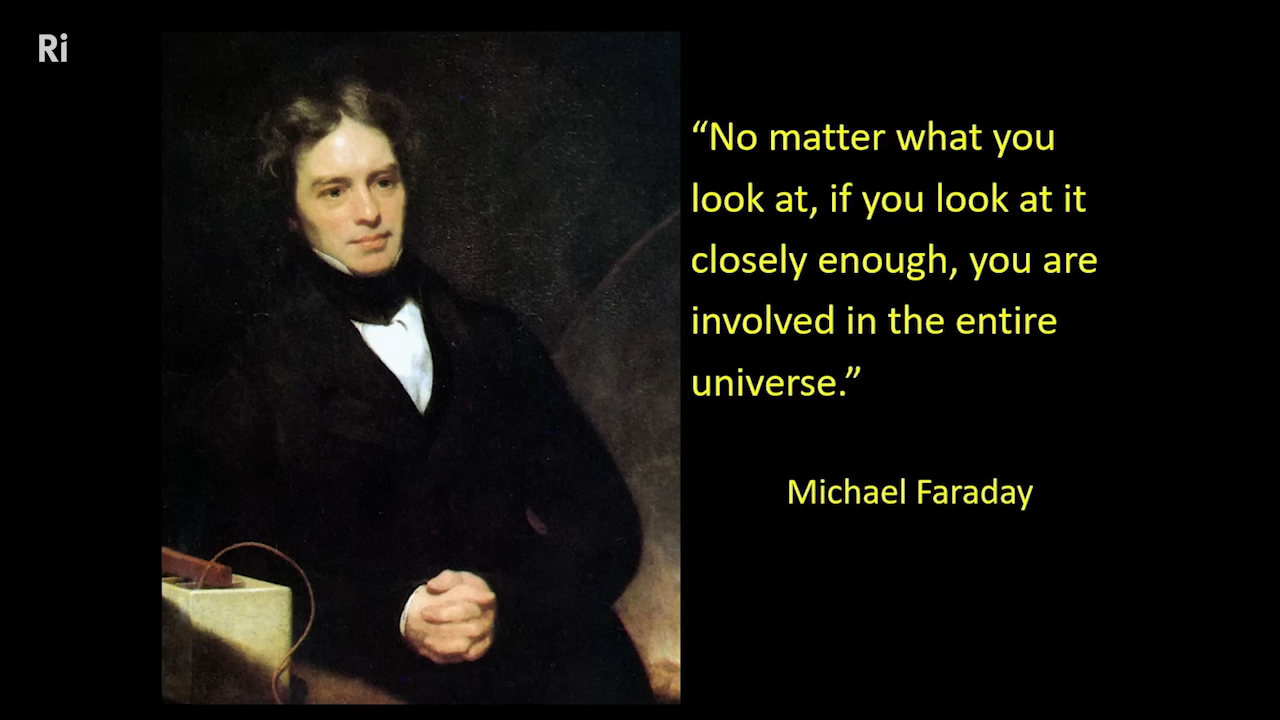 Ri
“No matter what you
look at, if you look at it
closely enough, you are
involved in the entire
universe.”
Michael Faraday